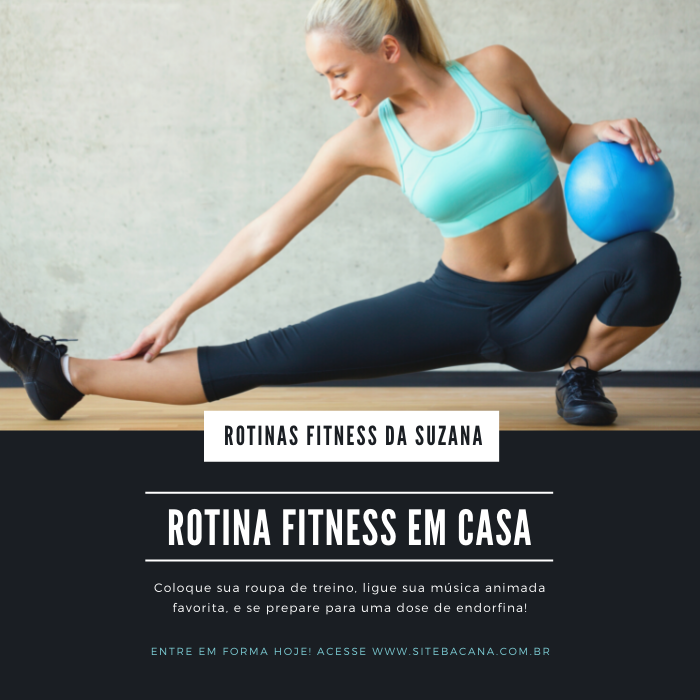 ROTINAS FITNESS DA SUZANA
ROTINA FITNESS EM CASA
Coloque sua roupa de treino, ligue sua música animada
favorita, e se prepare para uma dose de endorfina!
ENTRE EM FORMA HOJE! ACESSE WWW.SITEBACANA.COM.BR